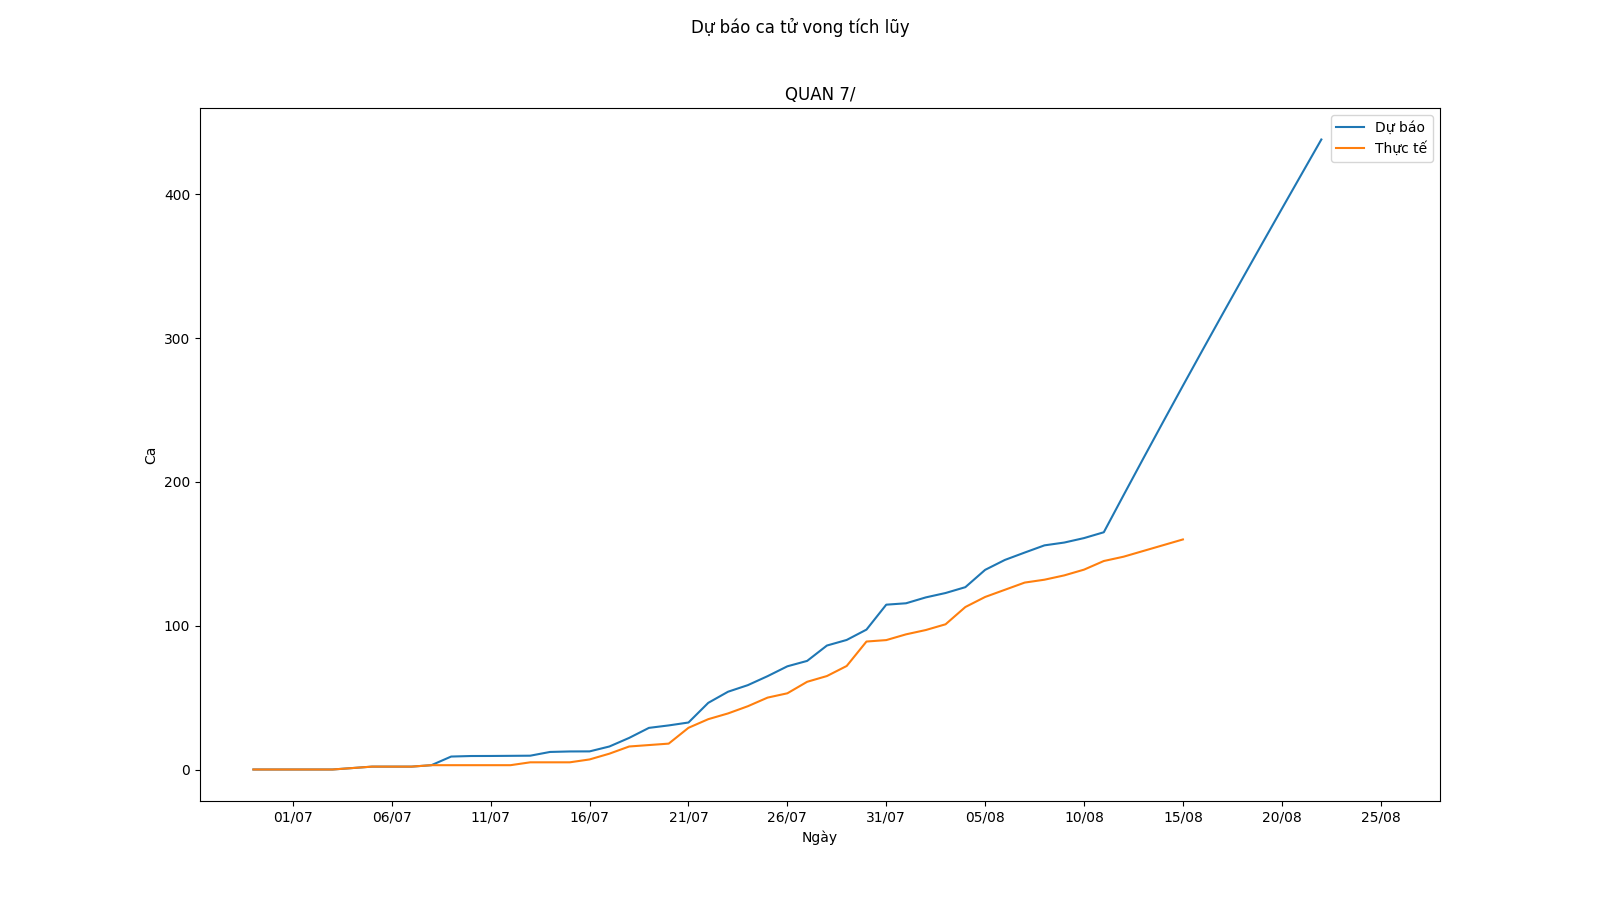 Dự báo ca tử vong tích lũy
QUAN 7/
Dự báo
Thực tế
Ca
400
300
200
100
0
01/07 06/07 11/07 16/07 21/07 26/07 31/07 05/08 10/08 15/08 20/08 25/08
Ngày